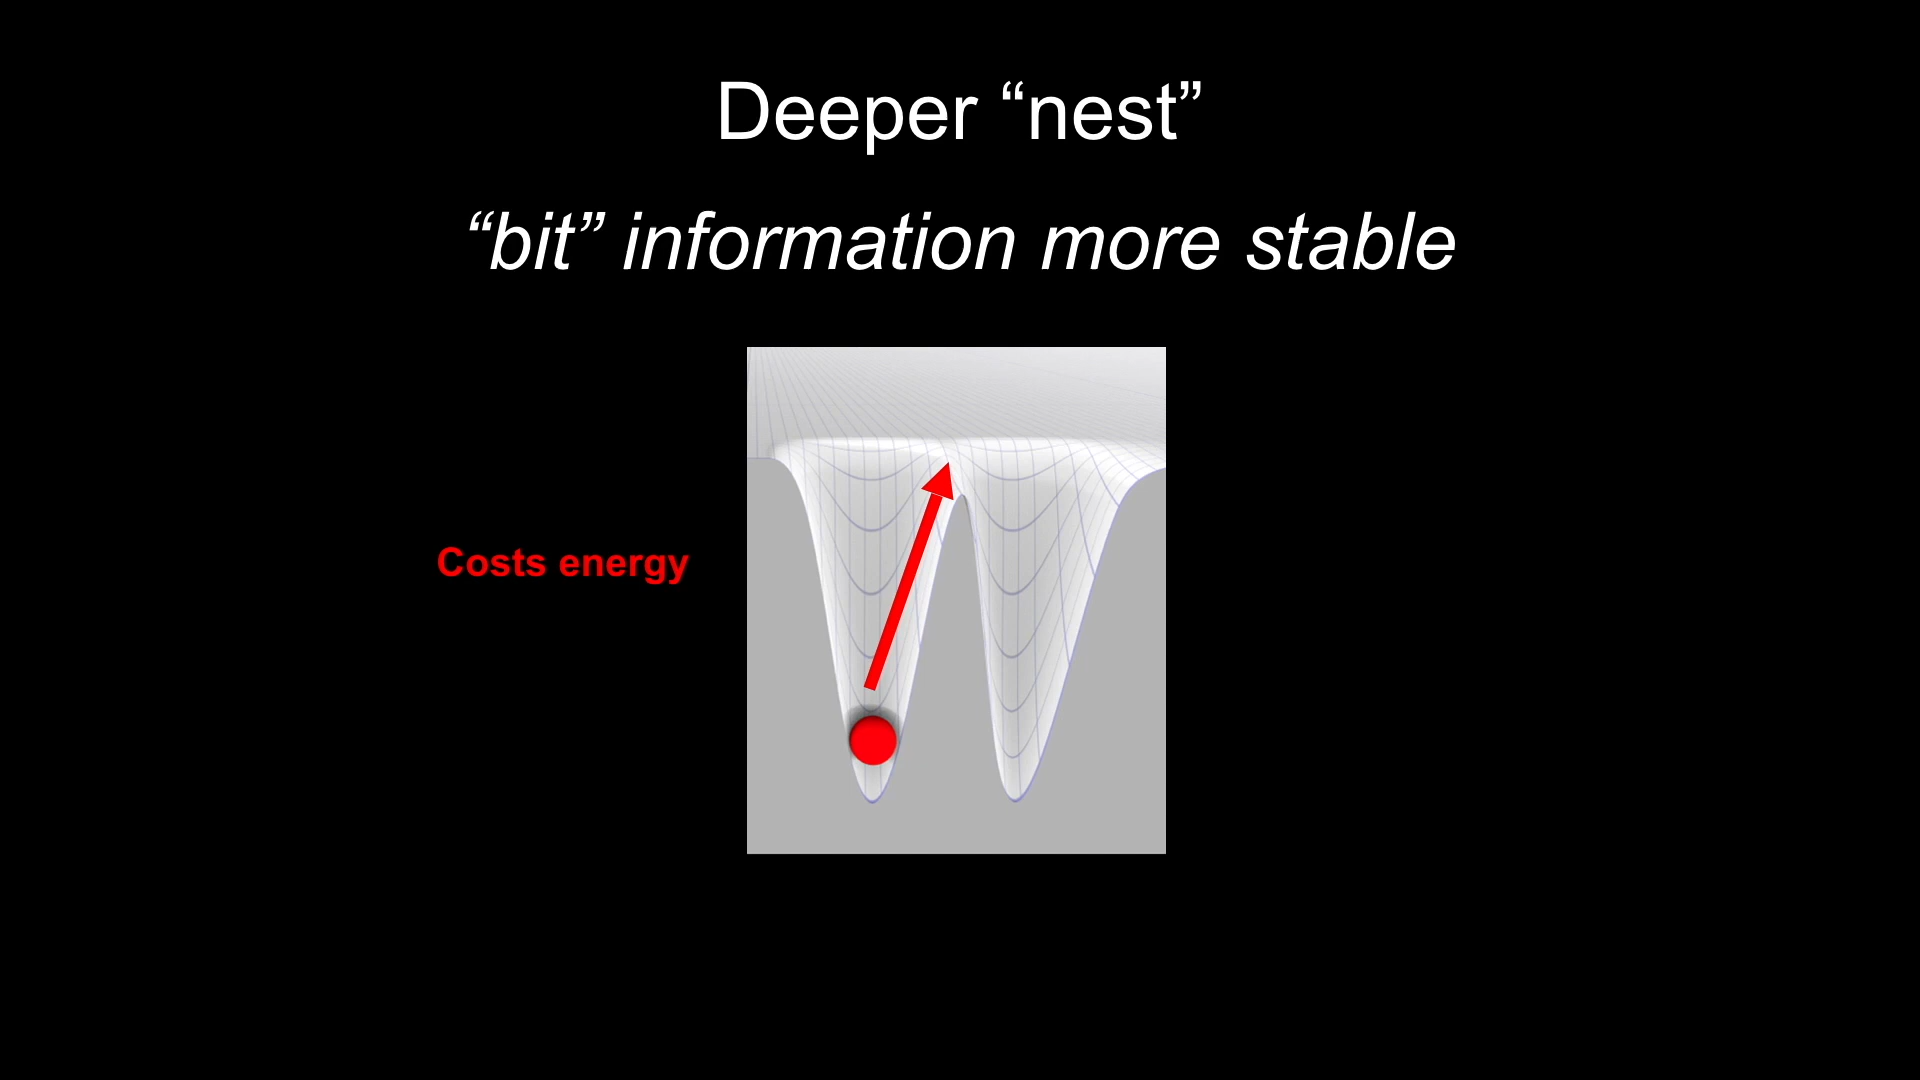 Deeper “nest”
“bit” information more stable
Costs energy